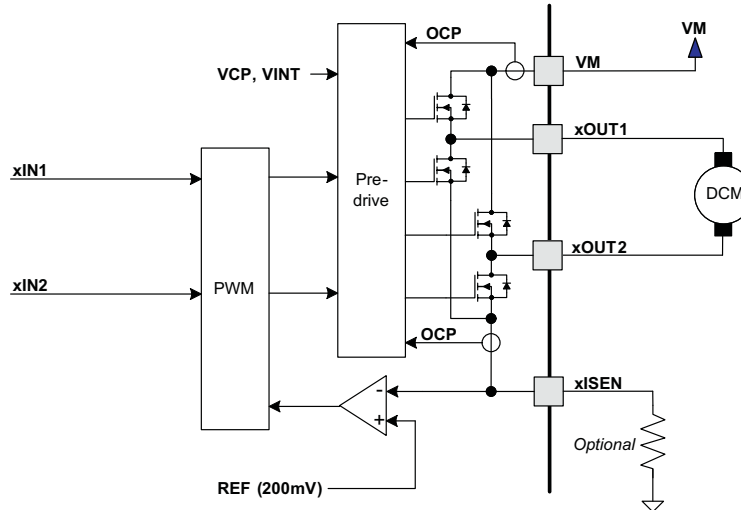 OCP
VM
VM
VCP, VINT
xOUT1
xIN1
Pre-
drive
DCM
xOUT2
xIN2
PWM
OCP
xISEN
-
+
Optional
REF (200mV)